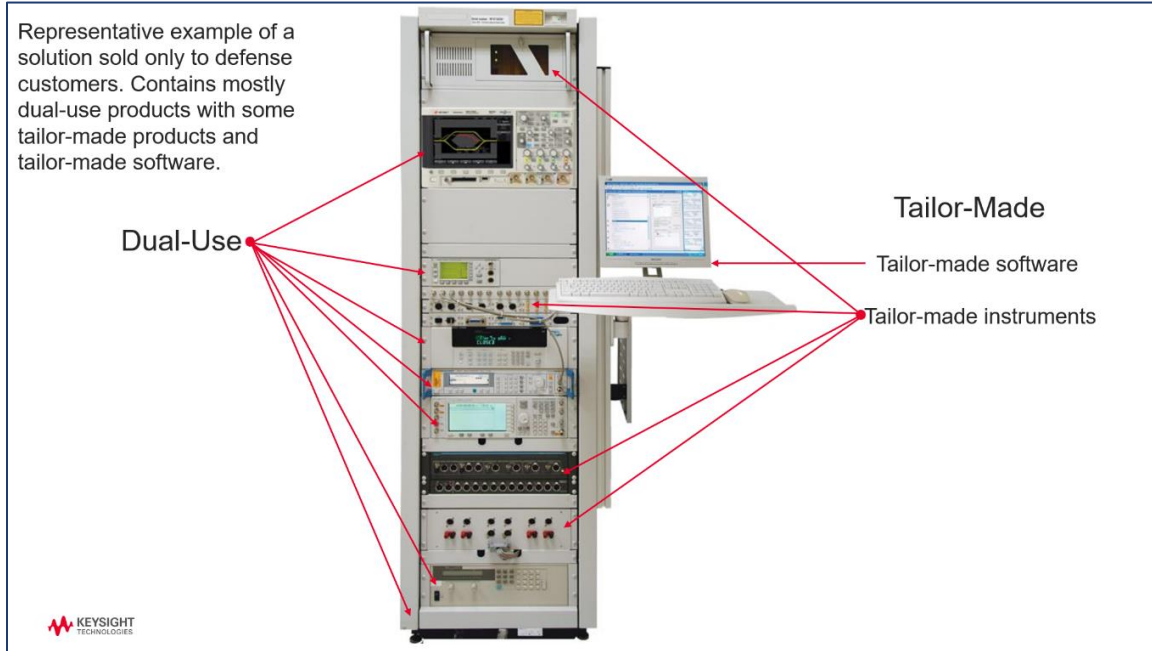 Representative example of a
solution sold only to defense
customers. Contains mostly
dual-use products with some
tailor-made products and
tailor-made software.
Dual-Use
Tailor-Made
Tailor-made software
Tailor-made instruments
KEYSIGHT
TECHNOLOGIES